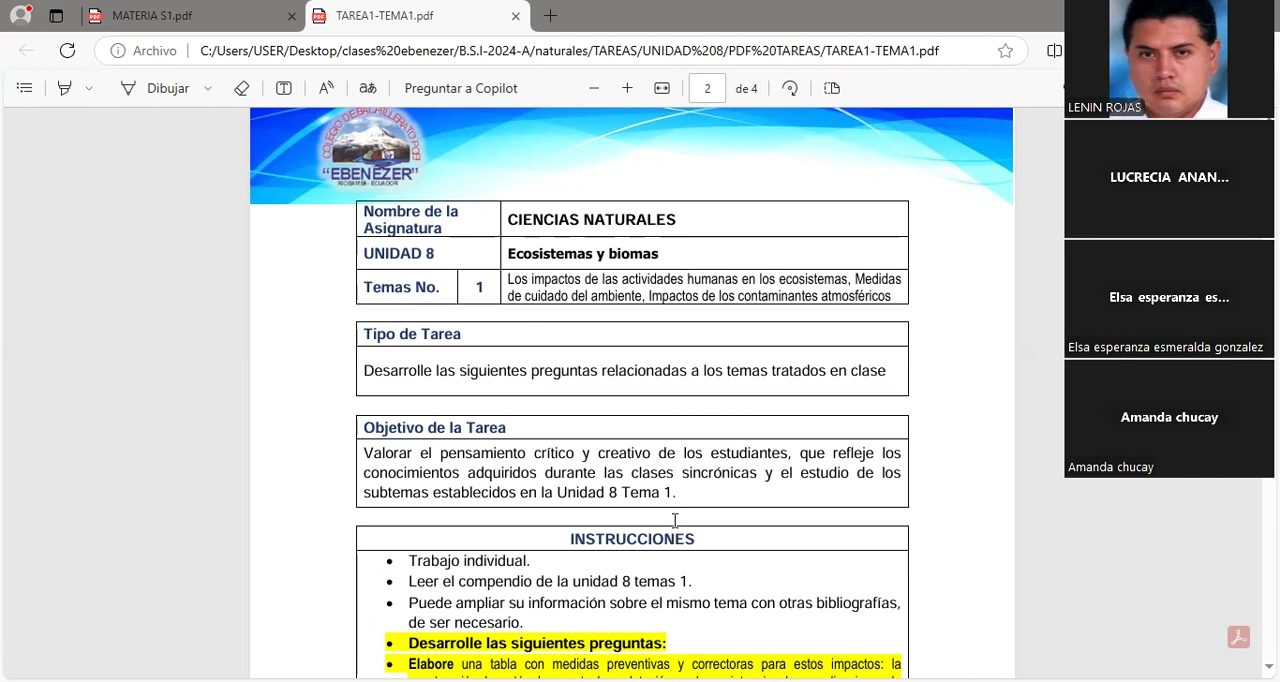 MATERIA S1.pdf
TAREA1-TEMA1.pdf
Archivo
C:/Users/USER/Desktop/clases%20ebenezer/B.S.I-2024-A/naturales/TAREAS/UNIDAD%208/PDF%20TAREAS/TAREA1-TEMA1.pdf
Dibujar
Preguntar a Copilot
2
de 4
COLEGIO DE BACHILLERATO PCEI
"EBENEZER"
RIOBAMBA - ECUADOR
Nombre de la Asignatura
CIENCIAS NATURALES
UNIDAD 8
Ecosistemas y biomas
Temas No.
1
Los impactos de las actividades humanas en los ecosistemas, Medidas
de cuidado del ambiente, Impactos de los contaminantes atmosféricos
Tipo de Tarea
Desarrolle las siguientes preguntas relacionadas a los temas tratados en clase
Objetivo de la Tarea
Valorar el pensamiento crítico y creativo de los estudiantes, que refleje los
conocimientos adquiridos durante las clases sincrónicas y el estudio de los
subtemas establecidos en la Unidad 8 Tema 1.
INSTRUCCIONES
• Trabajo individual.
• Leer el compendio de la unidad 8 temas 1.
• Puede ampliar su información sobre el mismo tema con otras bibliografías,
de ser necesario.
• Desarrolle las siguientes preguntas:
• Elabore una tabla con medidas preventivas y correctoras para estos impactos: la
LENIN ROJAS
LUCRECIA ANAN...
Elsa esperanza es...
Elsa esperanza esmeralda gonzalez
Amanda chucay
Amanda chucay